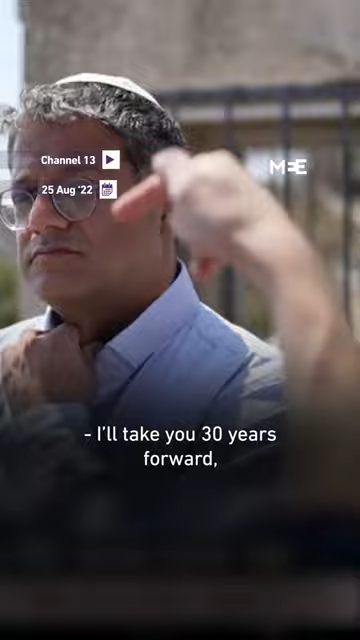 Channel 13
MEE
25 Aug '22
- I'll take you 30 years
forward,